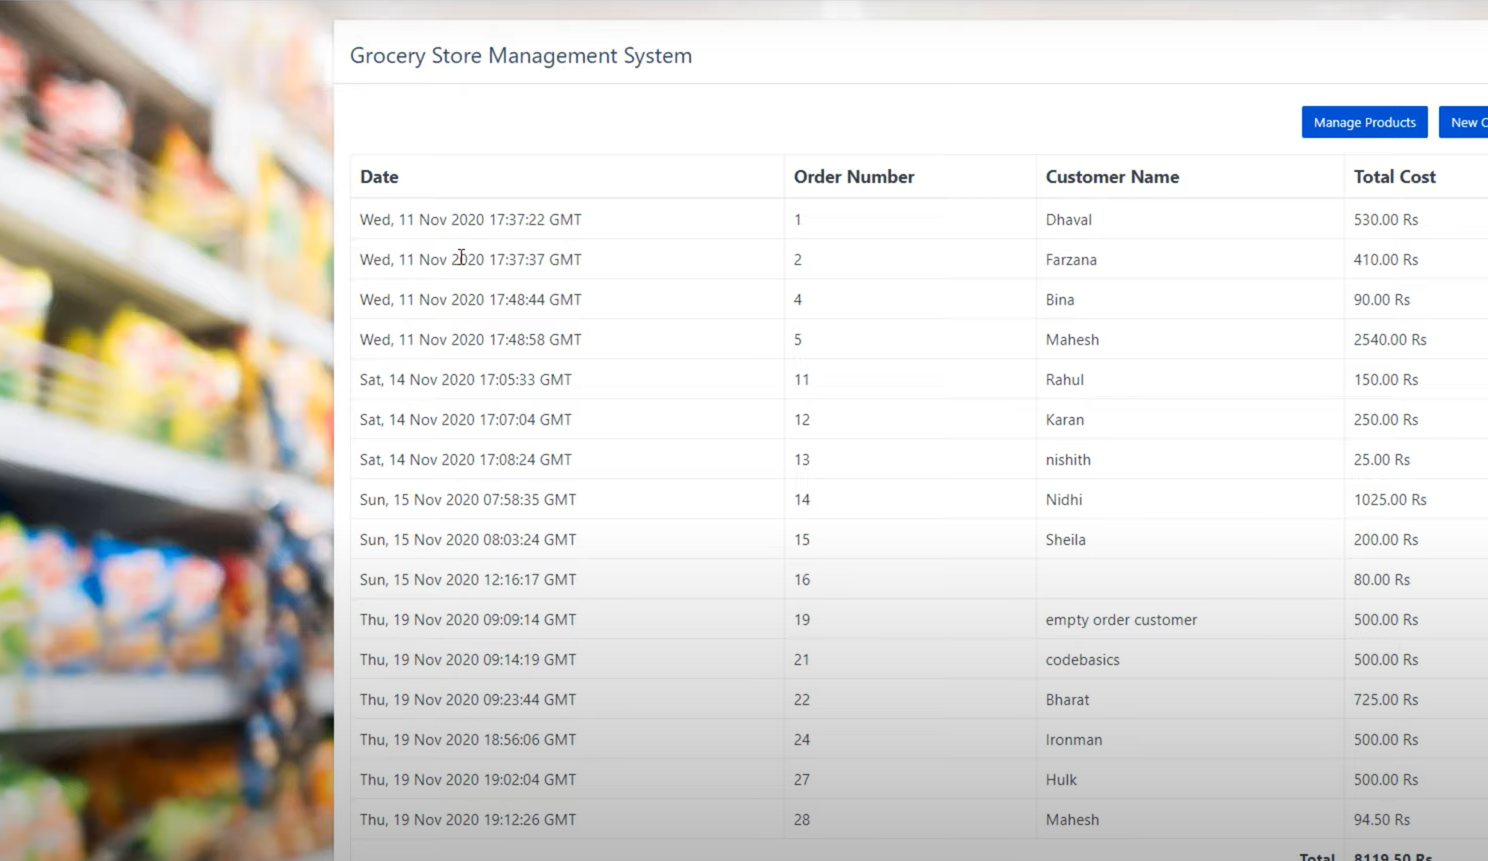 Grocery Store Management System
Manage Products New
Date Order Number Customer Name Total Cost
Wed, 11 Nov 2020 17:37:22 GMT 1 Dhaval 530.00 Rs
Wed, 11 Nov 2020 17:37:37 GMT 2 Farzana 410.00 Rs
Wed, 11 Nov 2020 17:48:44 GMT 4 Bina 90.00 Rs
Wed, 11 Nov 2020 17:48:58 GMT 5 Mahesh 2540.00 Rs
Sat, 14 Nov 2020 17:05:33 GMT 11 Rahul 150.00 Rs
Sat, 14 Nov 2020 17:07:04 GMT 12 Karan 250.00 Rs
Sat, 14 Nov 2020 17:08:24 GMT 13 nishith 25.00 Rs
Sun, 15 Nov 2020 07:58:35 GMT 14 Nidhi 1025.00 Rs
Sun, 15 Nov 2020 08:03:24 GMT 15 Sheila 200.00 Rs
Sun, 15 Nov 2020 12:16:17 GMT 16 80.00 Rs
Thu, 19 Nov 2020 09:09:14 GMT 19 empty order customer 500.00 Rs
Thu, 19 Nov 2020 09:14:19 GMT 21 codebasics 500.00 Rs
Thu, 19 Nov 2020 09:23:44 GMT 22 Bharat 725.00 Rs
Thu, 19 Nov 2020 18:56:06 GMT 24 Ironman 500.00 Rs
Thu, 19 Nov 2020 19:02:04 GMT 27 Hulk 500.00 Rs
Thu, 19 Nov 2020 19:12:26 GMT 28 Mahesh 94.50 Rs
Total 8119.50 Rs